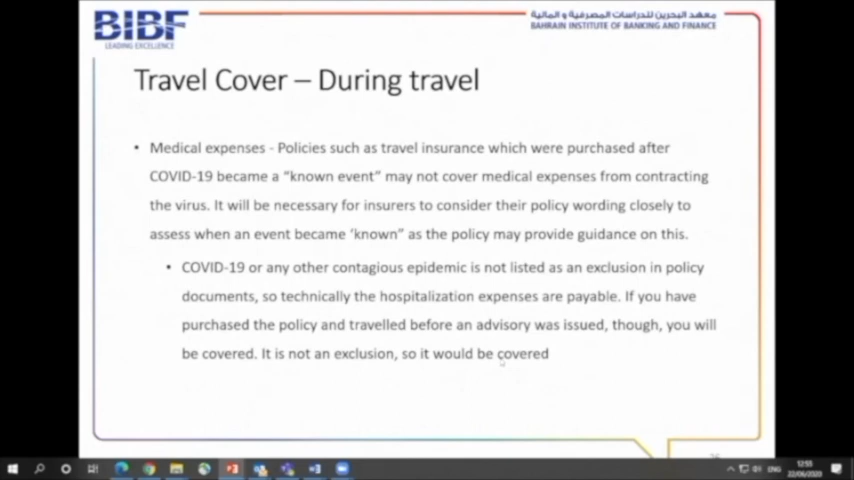 BIBF
LEADING EXCELLENCE
معهد البحرين للدراسات المصرفية و المالية
BAHRAIN INSTITUTE OF BANKING AND FINANCE
Travel Cover – During travel
• Medical expenses - Policies such as travel insurance which were purchased after
COVID-19 became a “known event” may not cover medical expenses from contracting
the virus. It will be necessary for insurers to consider their policy wording closely to
assess when an event became ‘known” as the policy may provide guidance on this.
• COVID-19 or any other contagious epidemic is not listed as an exclusion in policy
documents, so technically the hospitalization expenses are payable. If you have
purchased the policy and travelled before an advisory was issued, though, you will
be covered. It is not an exclusion, so it would be covered
ENG
12:55
22/06/2020